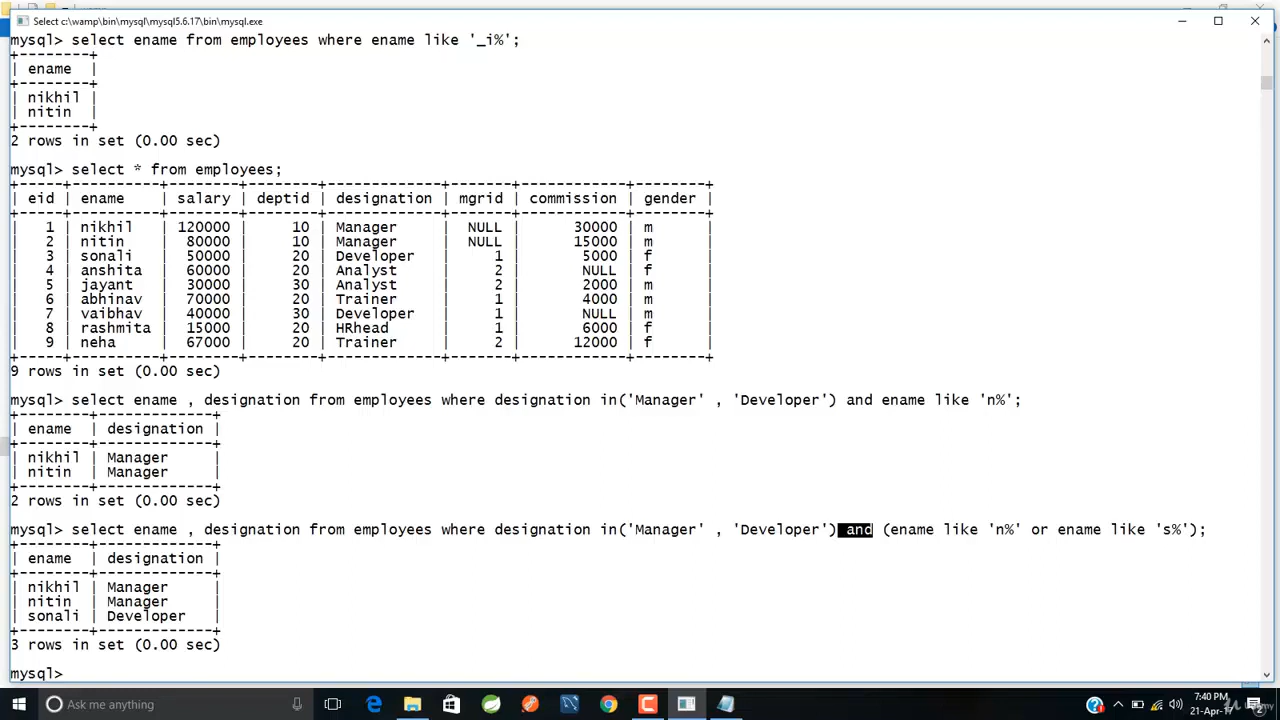 Select c:\wamp\bin\mysql\mysql5.6.17\bin\mysql.exe
mysql> select ename from employees where ename like '_i%';
+--------+
| ename  |
+--------+
| nikhil |
| nitin  |
+--------+
2 rows in set (0.00 sec)
mysql> select * from employees;
+-----+----------+--------+--------+-------------+-------+------------+--------+
| eid | ename    | salary | deptid | designation | mgrid | commission | gender |
+-----+----------+--------+--------+-------------+-------+------------+--------+
|   1 | nikhil   | 120000 |     10 | Manager     |  NULL |      30000 | m      |
|   2 | nitin    |  80000 |     10 | Manager     |  NULL |      15000 | m      |
|   3 | sonali   |  50000 |     20 | Developer   |     1 |       5000 | f      |
|   4 | anshita  |  60000 |     20 | Analyst     |     2 |       NULL | f      |
|   5 | jayant   |  30000 |     30 | Analyst     |     2 |       2000 | m      |
|   6 | abhinav  |  70000 |     20 | Trainer     |     1 |       4000 | m      |
|   7 | vaibhav  |  40000 |     30 | Developer   |     1 |       NULL | m      |
|   8 | rashmita |  15000 |     20 | HRhead      |     1 |       6000 | f      |
|   9 | neha     |  67000 |     20 | Trainer     |     2 |      12000 | f      |
+-----+----------+--------+--------+-------------+-------+------------+--------+
9 rows in set (0.00 sec)
mysql> select ename , designation from employees where designation in('Manager' , 'Developer') and ename like 'n%';
+--------+-------------+
| ename  | designation |
+--------+-------------+
| nikhil | Manager     |
| nitin  | Manager     |
+--------+-------------+
2 rows in set (0.00 sec)
mysql> select ename , designation from employees where designation in('Manager' , 'Developer') and (ename like 'n%' or ename like 's%');
+--------+-------------+
| ename  | designation |
+--------+-------------+
| nikhil | Manager     |
| nitin  | Manager     |
| sonali | Developer   |
+--------+-------------+
3 rows in set (0.00 sec)
mysql>
Ask me anything
7:40 PM